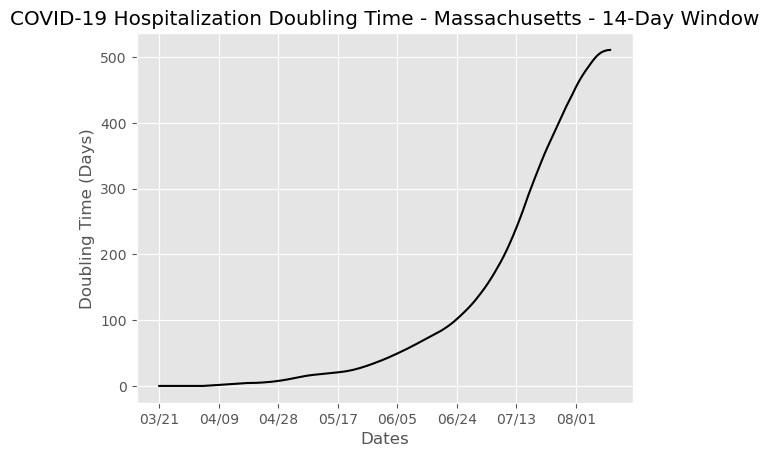 COVID-19 Hospitalization Doubling Time - Massachusetts - 14-Day Window
Doubling Time (Days)
500
400
300
200
100
0
03/21 04/09 04/28 05/17 06/05 06/24 07/13 08/01
Dates